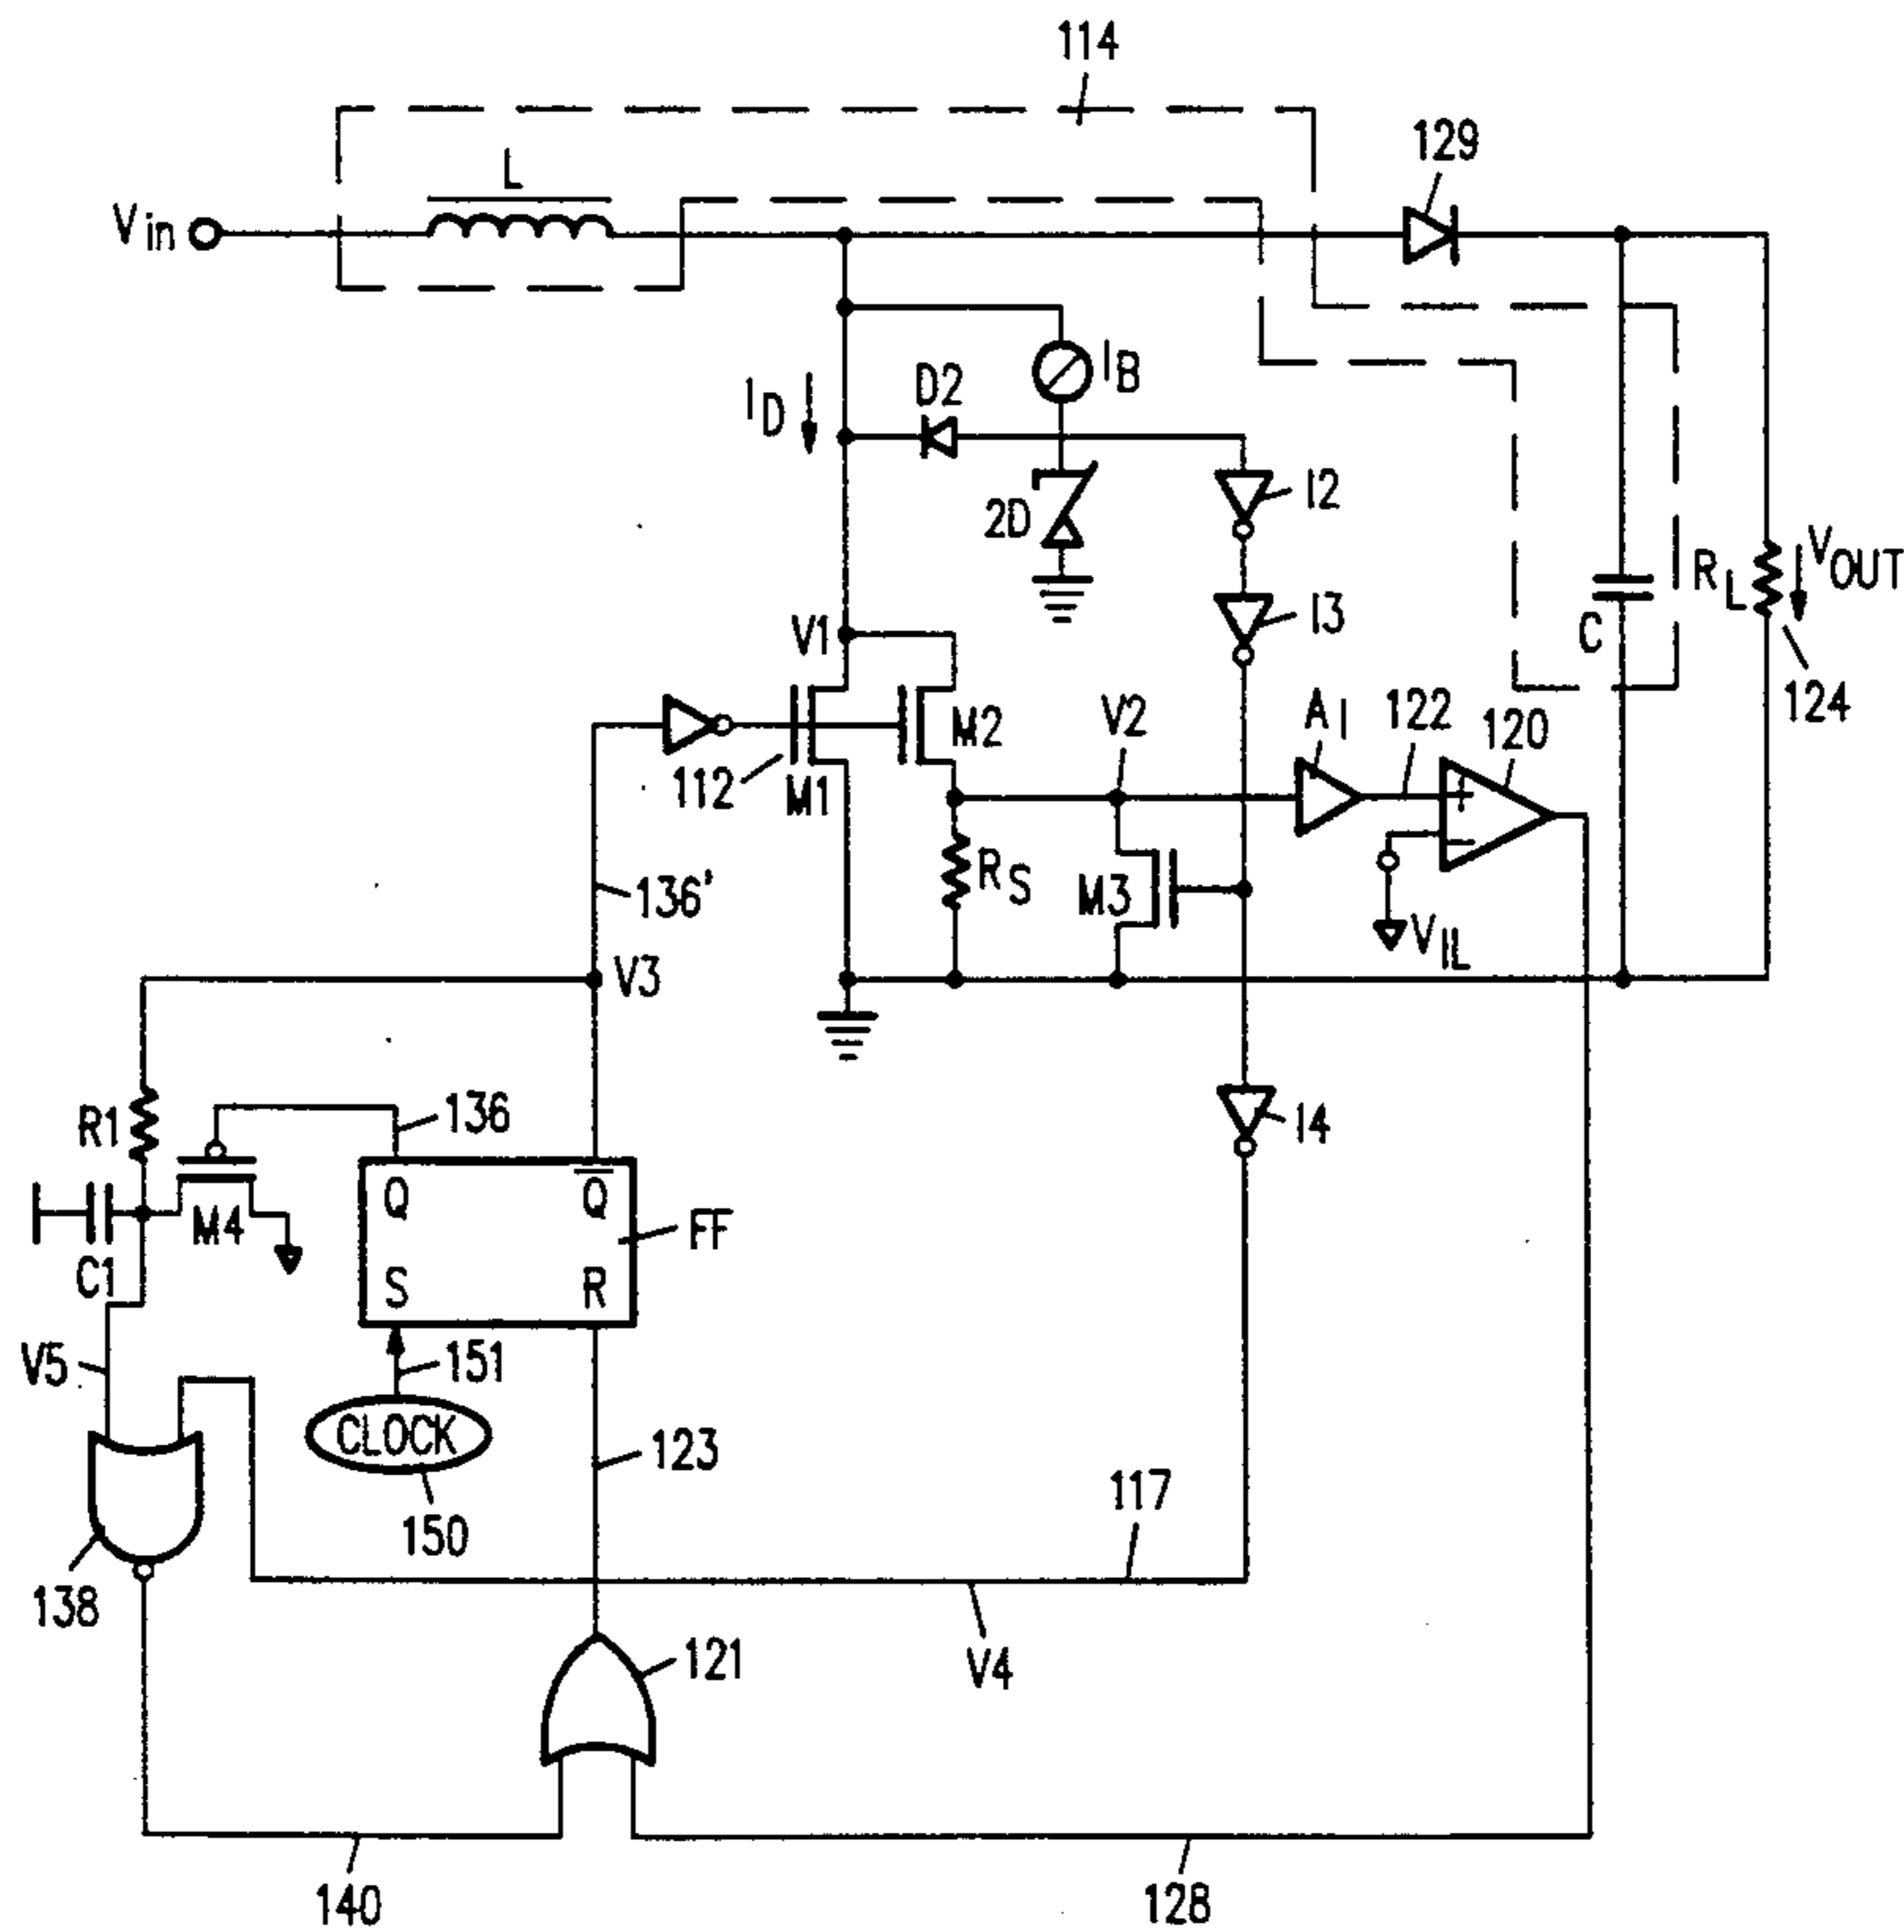 114
129
L
Vin
IB
D2
ID
I2
2D
VOUT
RL
I3
C
V1
124
AI
122
120
V2
M2
112
M1
RS
M3
136'
VIL
V3
136
I4
R1
Q
Q̅
M4
FF
C1
S
R
V5
151
CLOCK
123
117
150
138
V4
121
140
128